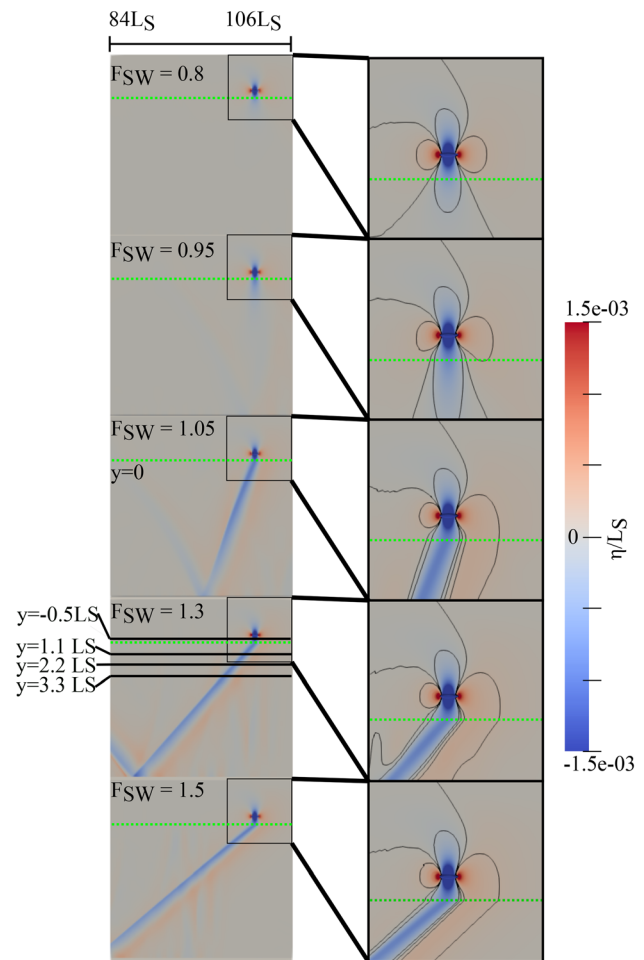 84LS 106LS
FSW = 0.8
FSW = 0.95
1.5e-03
FSW = 1.05
y=0
0
η/LS
FSW = 1.3
y=-0.5LS
y=1.1 LS
y=2.2 LS
y=3.3 LS
-1.5e-03
FSW = 1.5